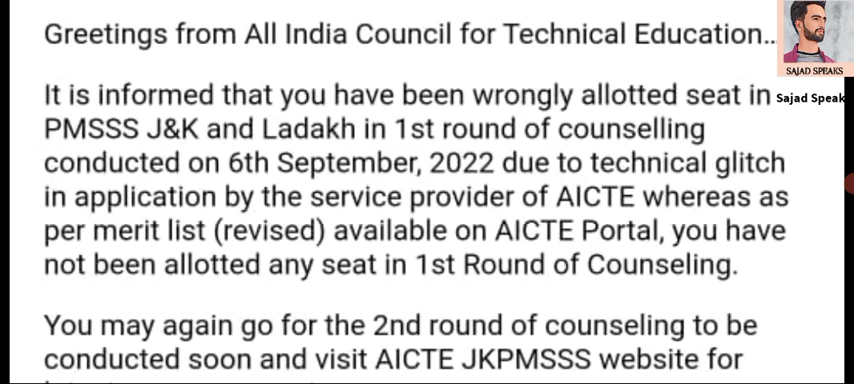 Greetings from All India Council for Technical Education...
SAJAD SPEAKS
Sajad Speak
It is informed that you have been wrongly allotted seat in
PMSSS J&K and Ladakh in 1st round of counselling
conducted on 6th September, 2022 due to technical glitch
in application by the service provider of AICTE whereas as
per merit list (revised) available on AICTE Portal, you have
not been allotted any seat in 1st Round of Counseling.
You may again go for the 2nd round of counseling to be
conducted soon and visit AICTE JKPMSSS website for